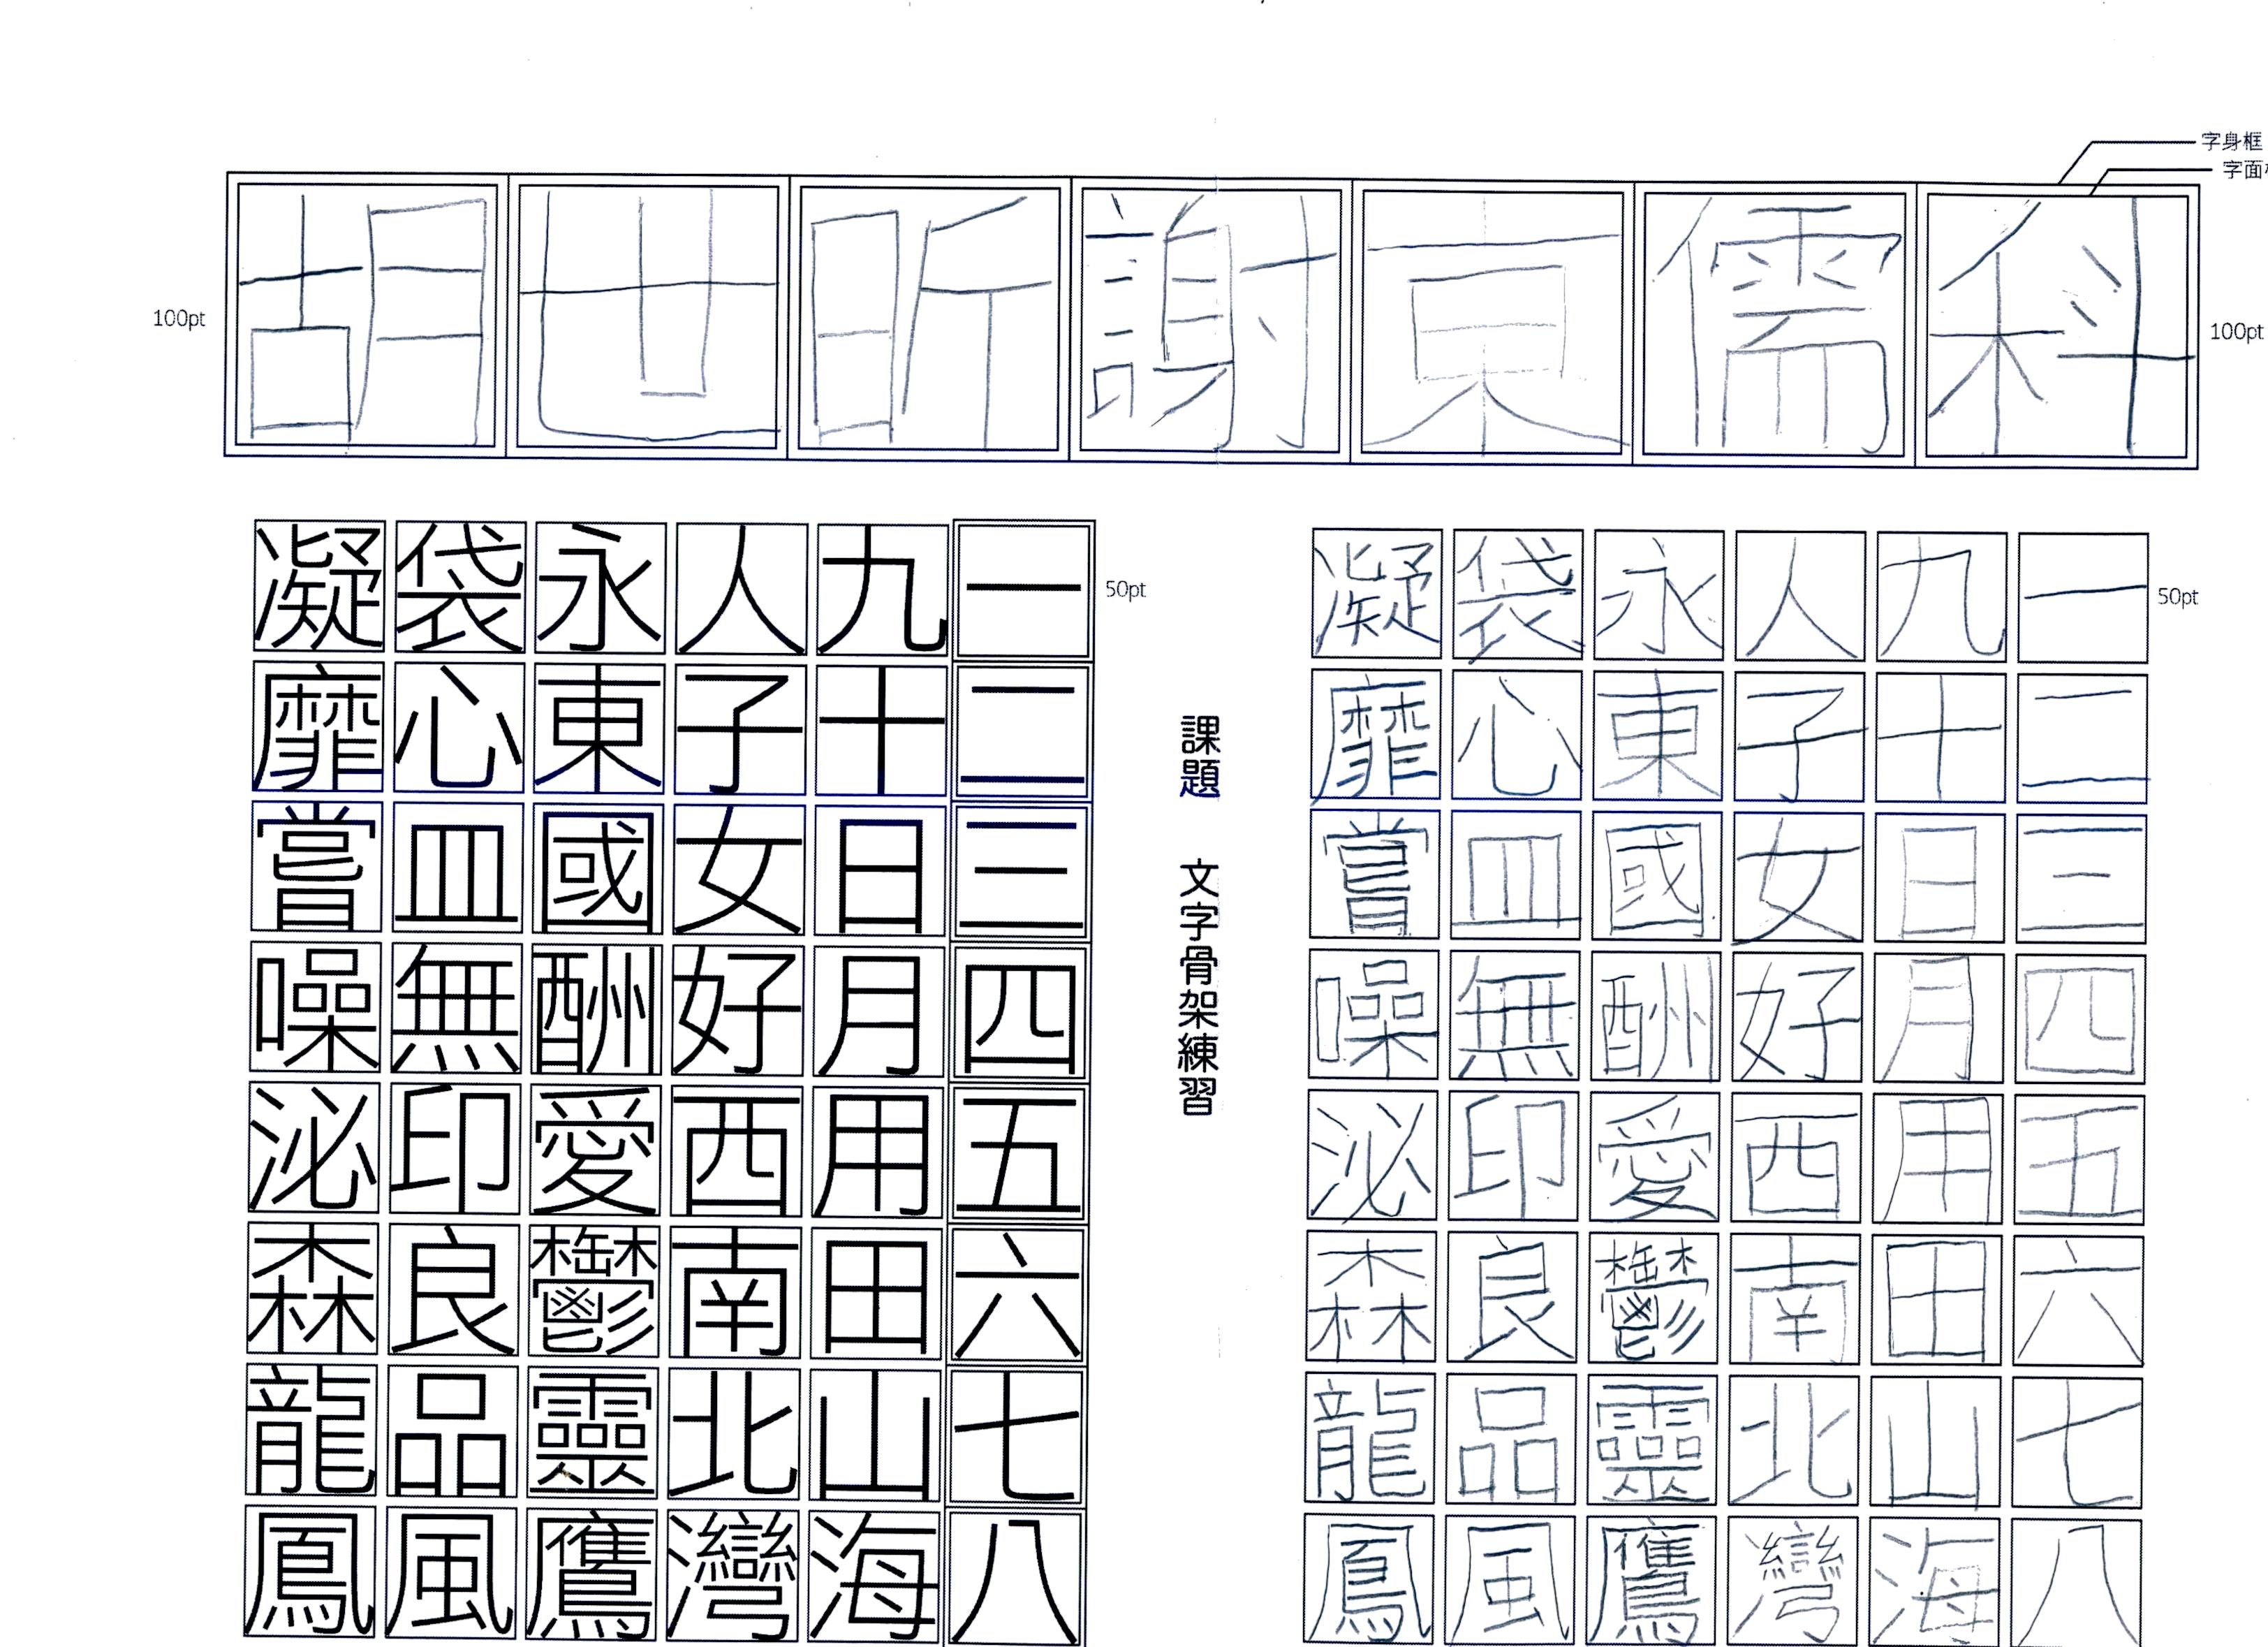 字身框
字面
100pt
胡世昕謝東儒科
100pt
50pt
一二三四五六七八
九十日月用田山海
人子女好西南北灣
永東國酬愛鬱靈鷹
袋心皿無印良品風
凝靡嘗噪泌森龍鳳
課題 文字骨架練習
50pt
一二三四五六七八
九十日月用田山海
人子女好西南北灣
永東國酬愛鬱靈鷹
袋心皿無印良品風
凝靡嘗噪泌森龍鳳